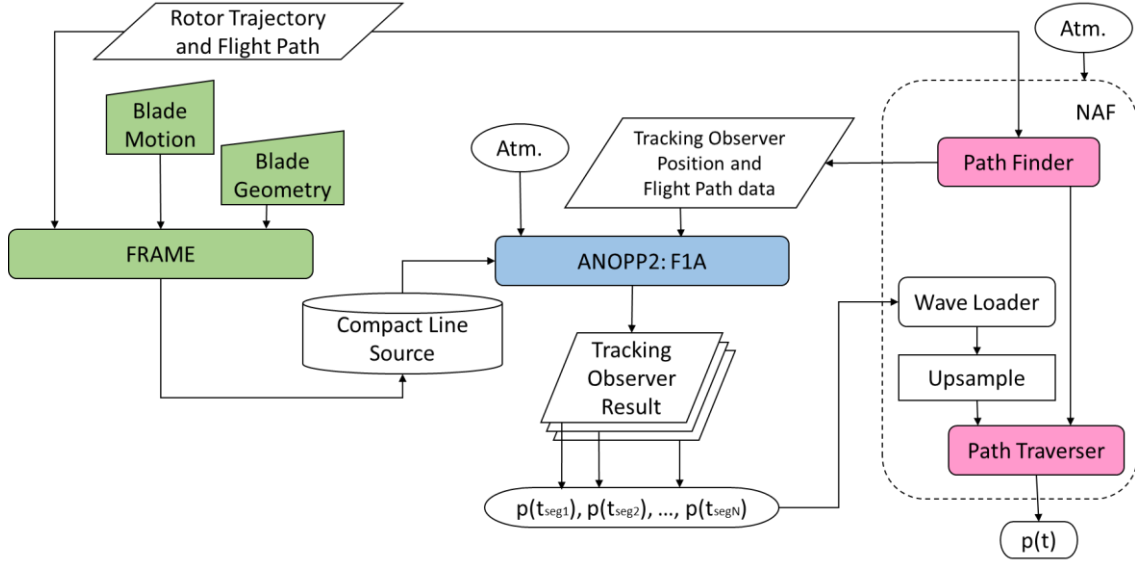 Rotor Trajectory
and Flight Path
Atm.
NAF
Blade
Motion
Blade
Geometry
Atm.
Tracking Observer
Position and
Flight Path data
Path Finder
FRAME
ANOPP2: F1A
Compact Line
Source
Wave Loader
Tracking
Observer
Result
Upsample
Path Traverser
p(tseg1), p(tseg2), ..., p(tsegN)
p(t)